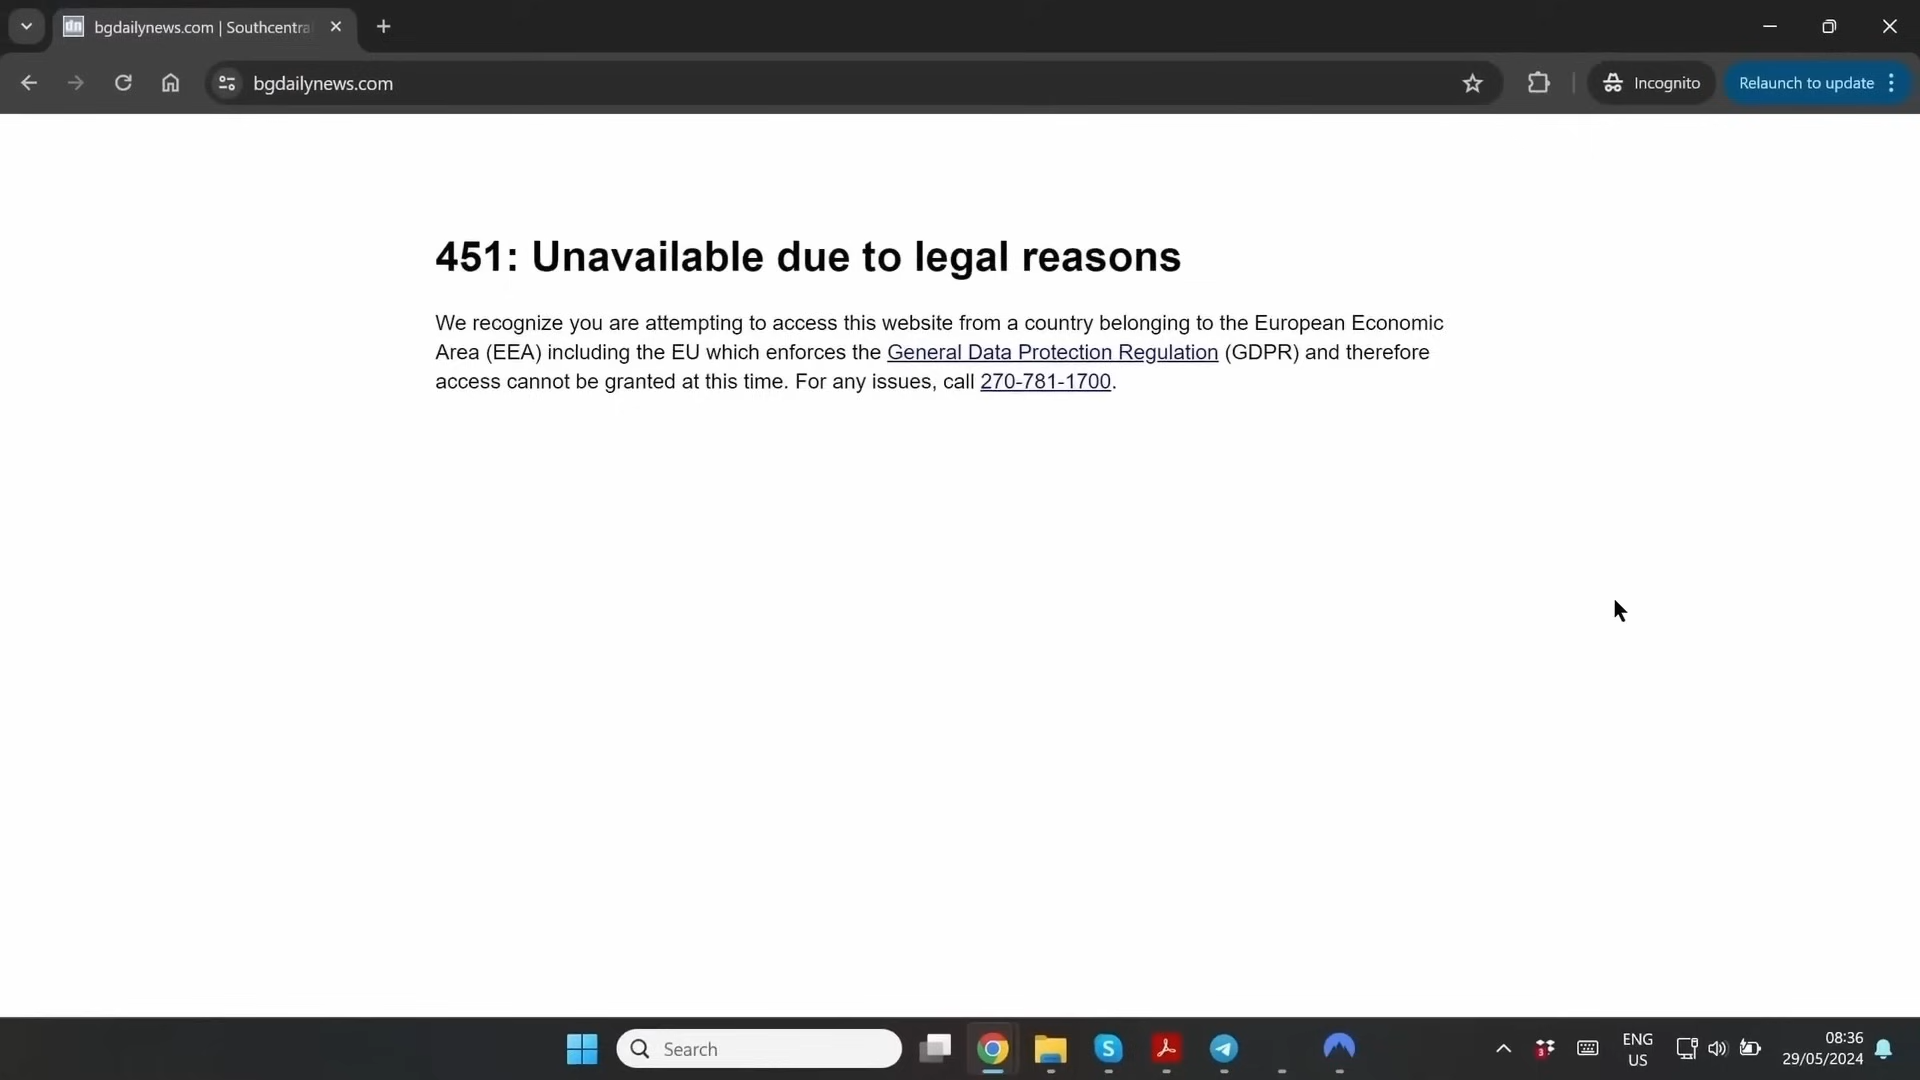 bgdailynews.com | Southcentra
bgdailynews.com
Incognito
Relaunch to update
451: Unavailable due to legal reasons
We recognize you are attempting to access this website from a country belonging to the European Economic
Area (EEA) including the EU which enforces the General Data Protection Regulation (GDPR) and therefore
access cannot be granted at this time. For any issues, call 270-781-1700.
Search
ENG
US
08:36
29/05/2024